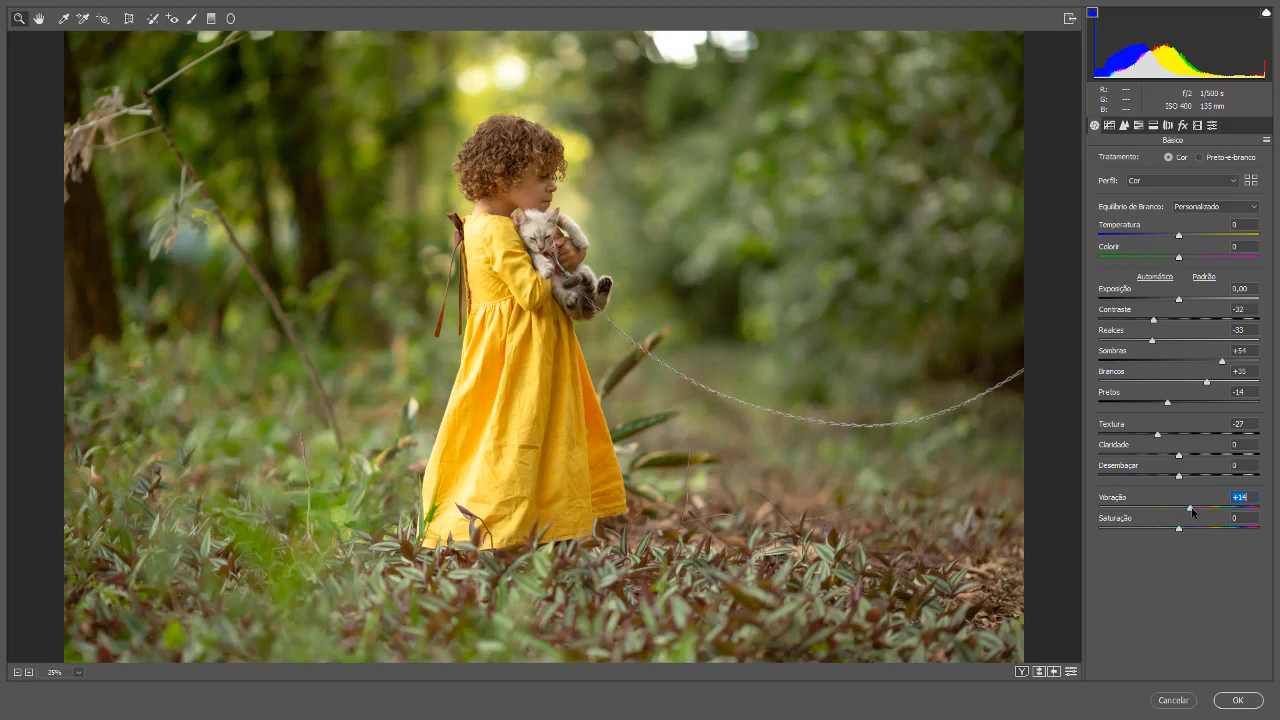 R: ---
G: ---
B: ---
f/2 1/500 s
ISO 400 135 mm
fx
Básico
Tratamento: Cor Preto-e-branco
Perfil: Cor
Equilíbrio de Branco: Personalizado
Temperatura 0
Colorir 0
Automático Padrão
Exposição 0,00
Contraste -32
Realces -33
Sombras +54
Brancos +35
Pretos -14
Textura -27
Claridade 0
Desembaçar 0
Vibração +14
Saturação 0
25% Y
Cancelar OK